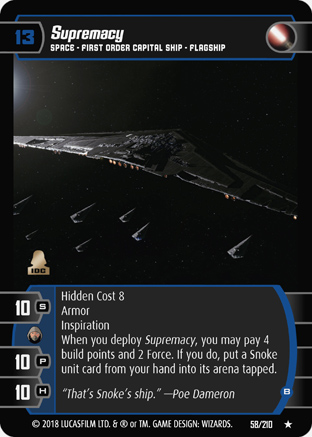 13
Supremacy
SPACE - FIRST ORDER CAPITAL SHIP - FLAGSHIP
IDC
10 S
10 P
10 H
Hidden Cost 8
Armor
Inspiration
When you deploy Supremacy, you may pay 4
build points and 2 Force. If you do, put a Snoke
unit card from your hand into its arena tapped.
"That's Snoke's ship." —Poe Dameron
B
© 2018 LUCASFILM LTD. & ® or TM. GAME DESIGN: WIZARDS. 58/210 ★